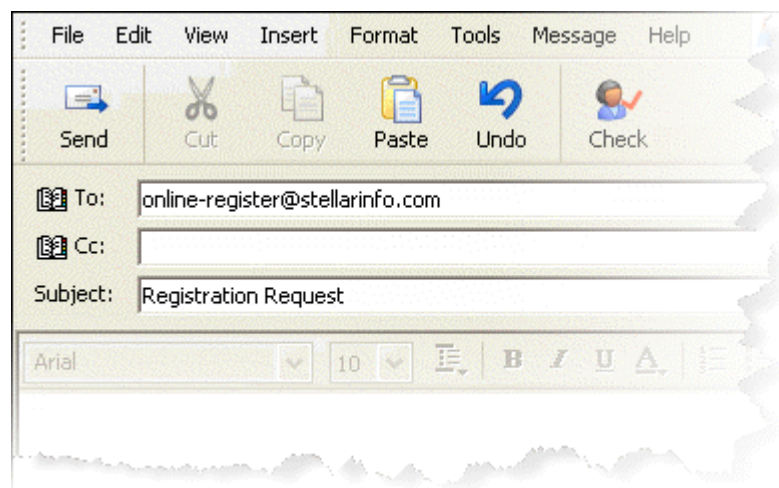 File Edit View Insert Format Tools Message Help
Send Cut Copy Paste Undo Check
To: online-register@stellarinfo.com
Cc:
Subject: Registration Request
Arial 10 B I U A